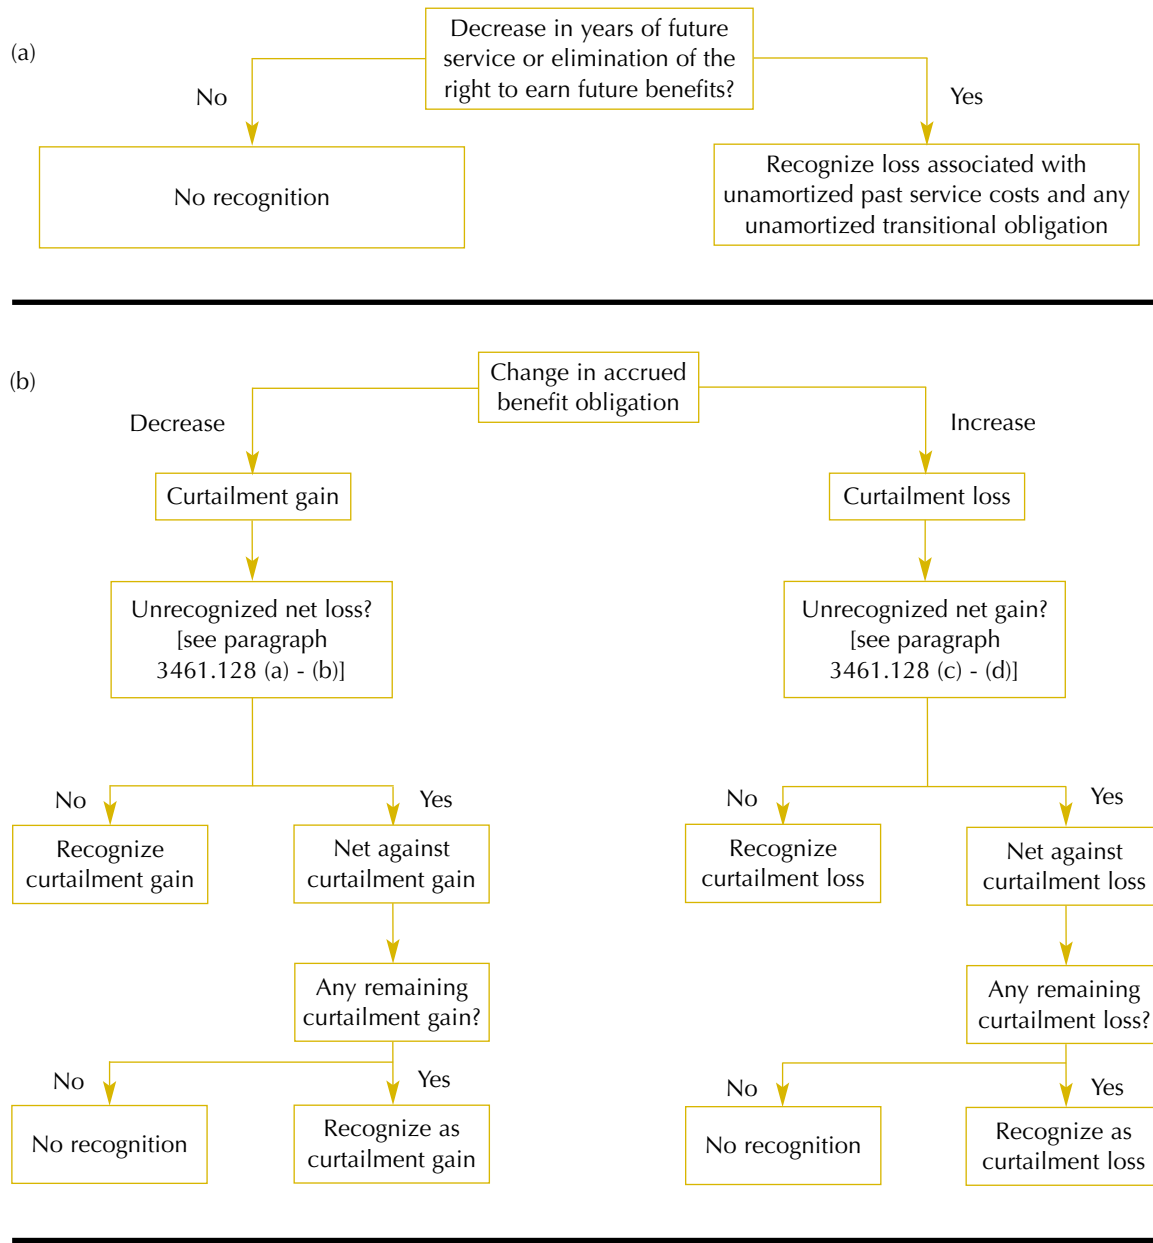 (a)
Decrease in years of future
service or elimination of the
right to earn future benefits?
No
Yes
No recognition
Recognize loss associated with
unamortized past service costs and any
unamortized transitional obligation
(b)
Change in accrued
benefit obligation
Decrease
Increase
Curtailment gain
Curtailment loss
Unrecognized net loss?
[see paragraph
3461.128 (a) - (b)]
Unrecognized net gain?
[see paragraph
3461.128 (c) - (d)]
No
Yes
No
Yes
Recognize
curtailment gain
Net against
curtailment gain
Recognize
curtailment loss
Net against
curtailment loss
Any remaining
curtailment gain?
Any remaining
curtailment loss?
No
Yes
No
Yes
No recognition
Recognize as
curtailment gain
No recognition
Recognize as
curtailment loss